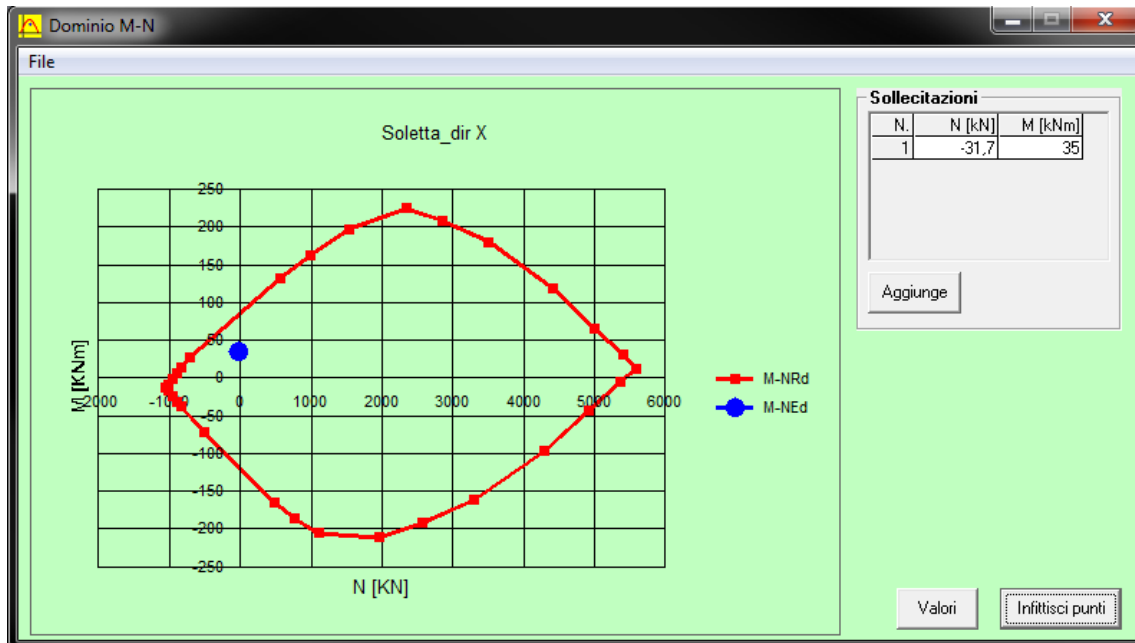 Dominio M-N
File
Soletta_dir X
250
200
150
100
50
0
-2000
-1000
0
1000
2000
3000
4000
5000
6000
-50
-100
-150
-200
-250
M [KNm]
N [KN]
M-NRd
M-NEd
Sollecitazioni
N. N [kN] M [kNm]
1 -31,7 35
Aggiunge
Valori
Infittisci punti